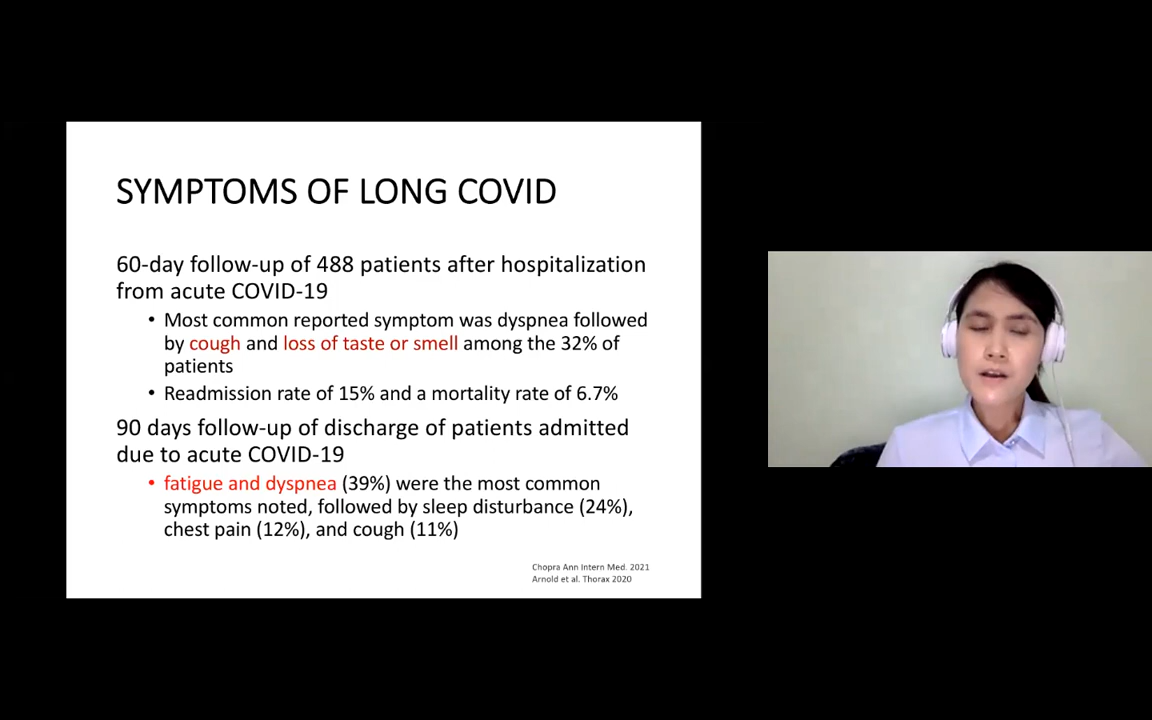 SYMPTOMS OF LONG COVID
60-day follow-up of 488 patients after hospitalization
from acute COVID-19
• Most common reported symptom was dyspnea followed
by cough and loss of taste or smell among the 32% of
patients
• Readmission rate of 15% and a mortality rate of 6.7%
90 days follow-up of discharge of patients admitted
due to acute COVID-19
• fatigue and dyspnea (39%) were the most common
symptoms noted, followed by sleep disturbance (24%),
chest pain (12%), and cough (11%)
Chopra Ann Intern Med. 2021
Arnold et al. Thorax 2020